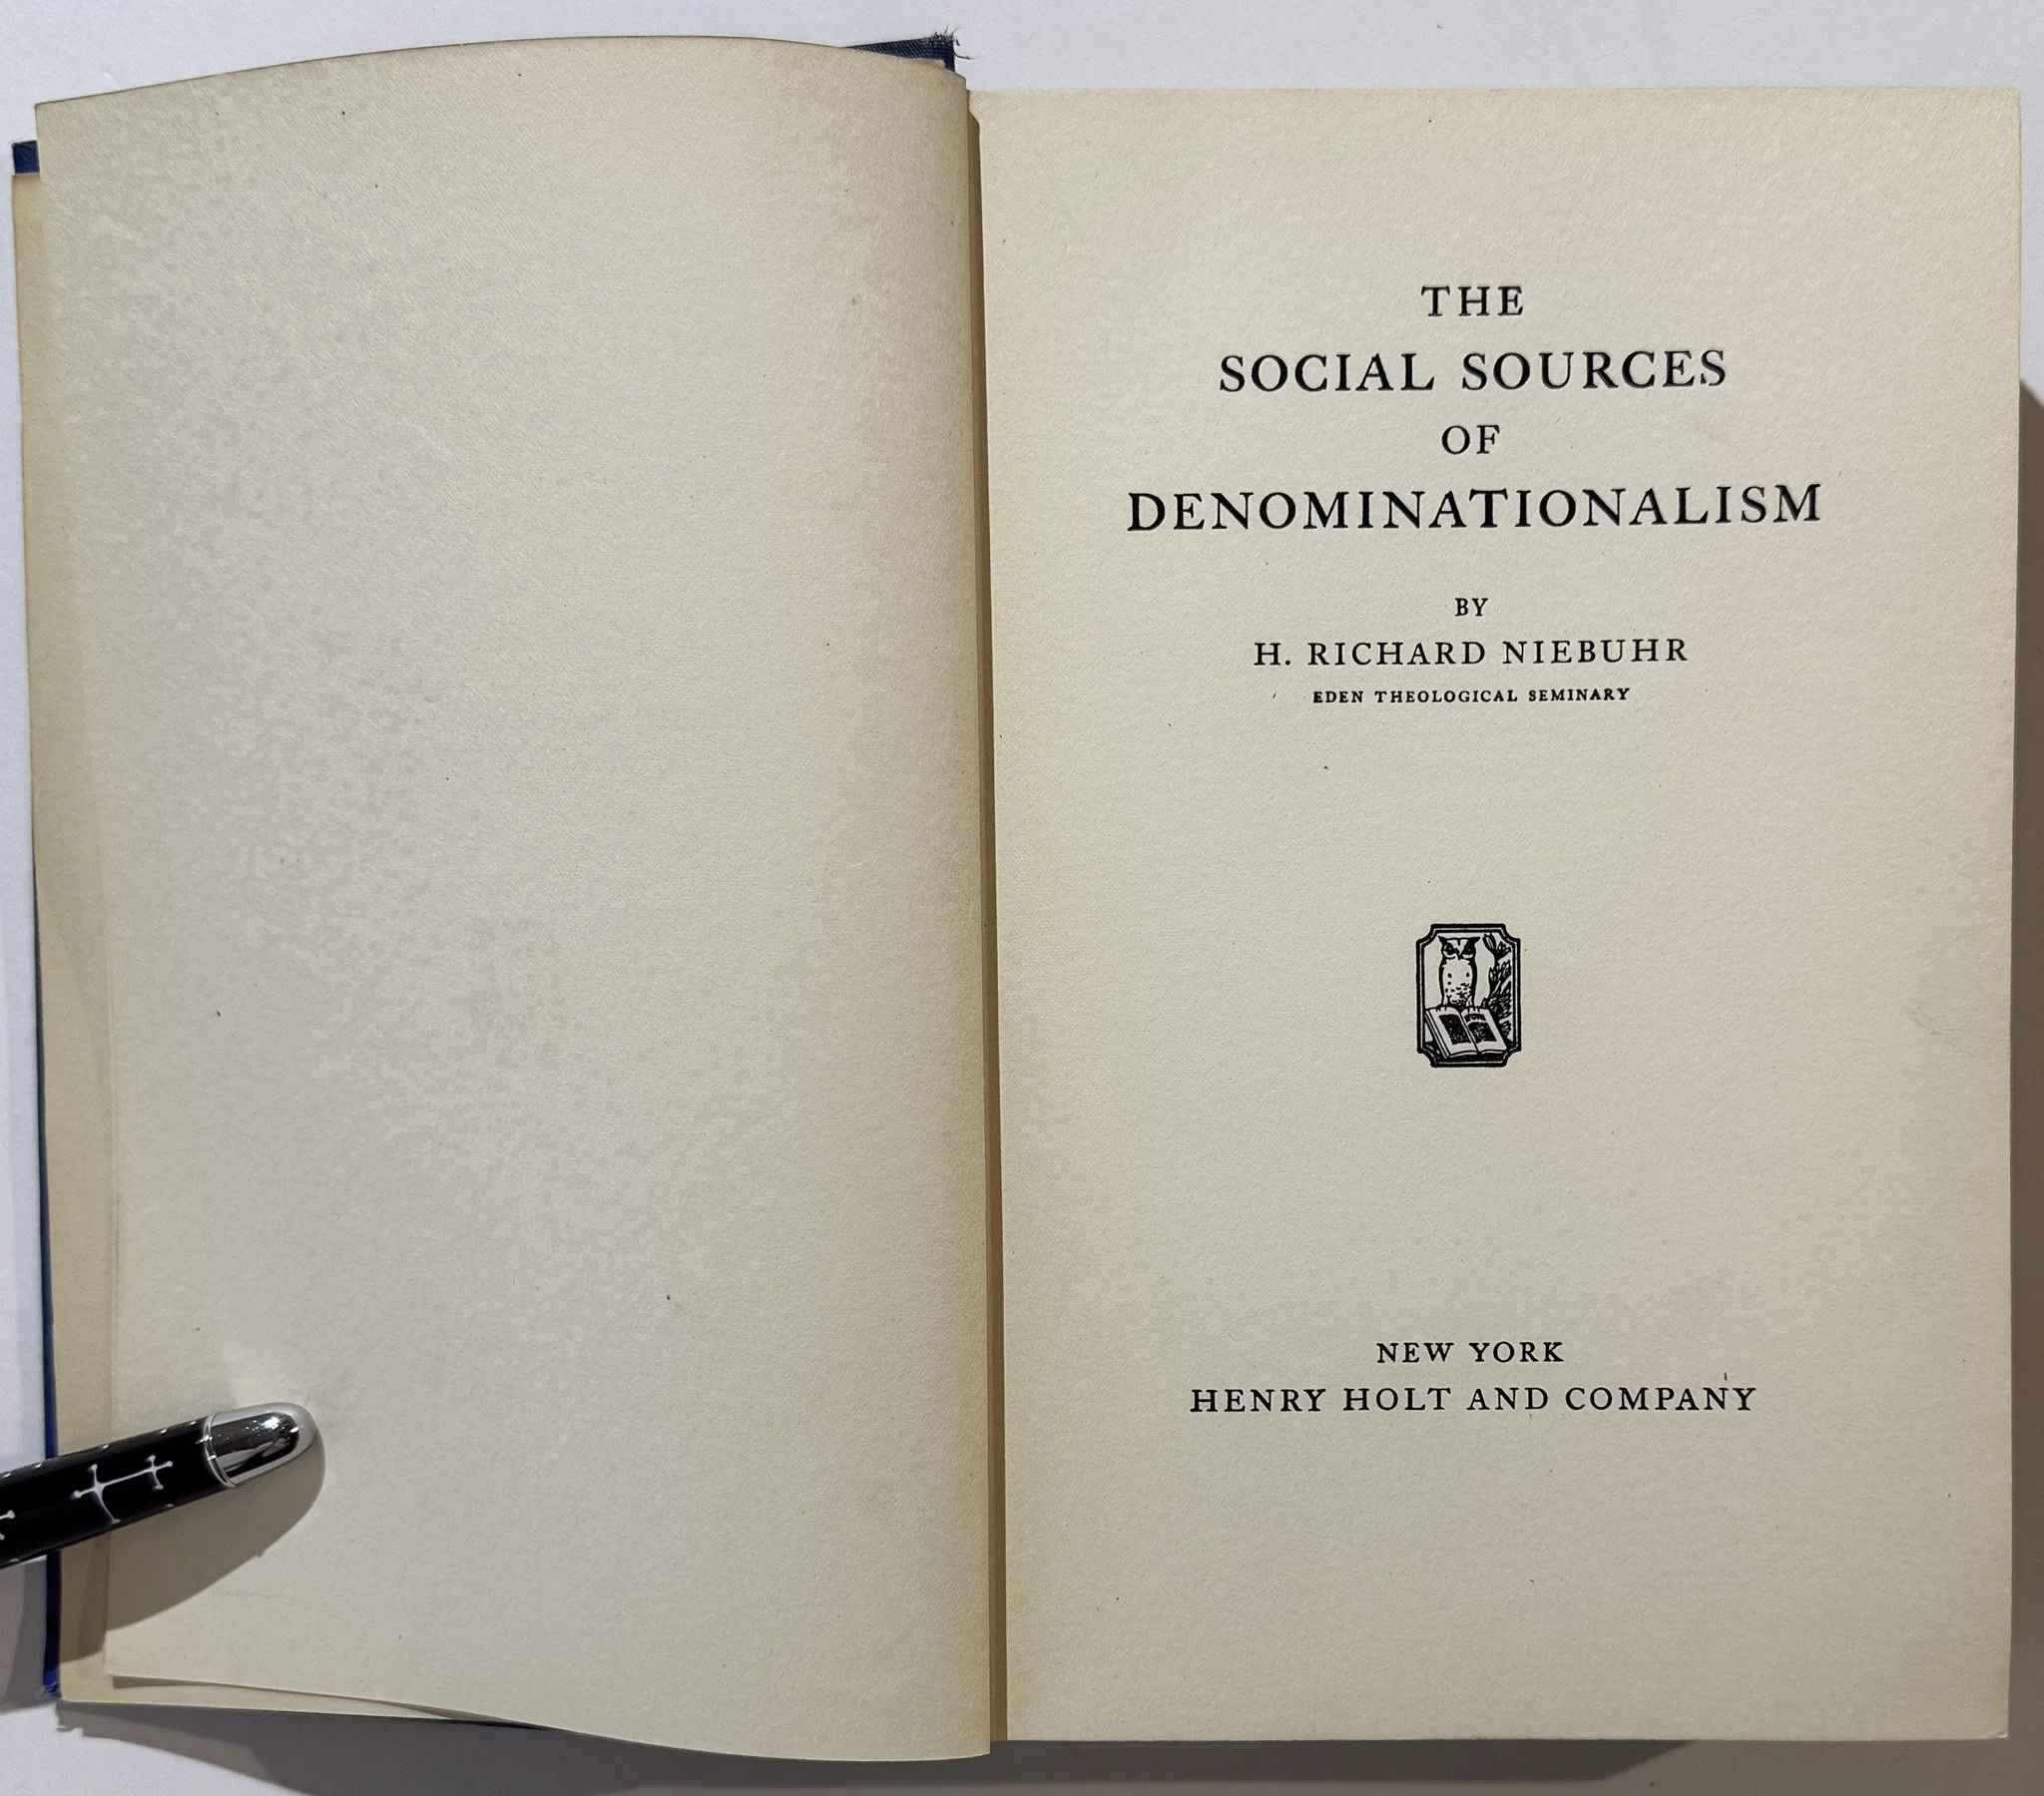 THE
SOCIAL SOURCES
OF
DENOMINATIONALISM
BY
H. RICHARD NIEBUHR
EDEN THEOLOGICAL SEMINARY
NEW YORK
HENRY HOLT AND COMPANY